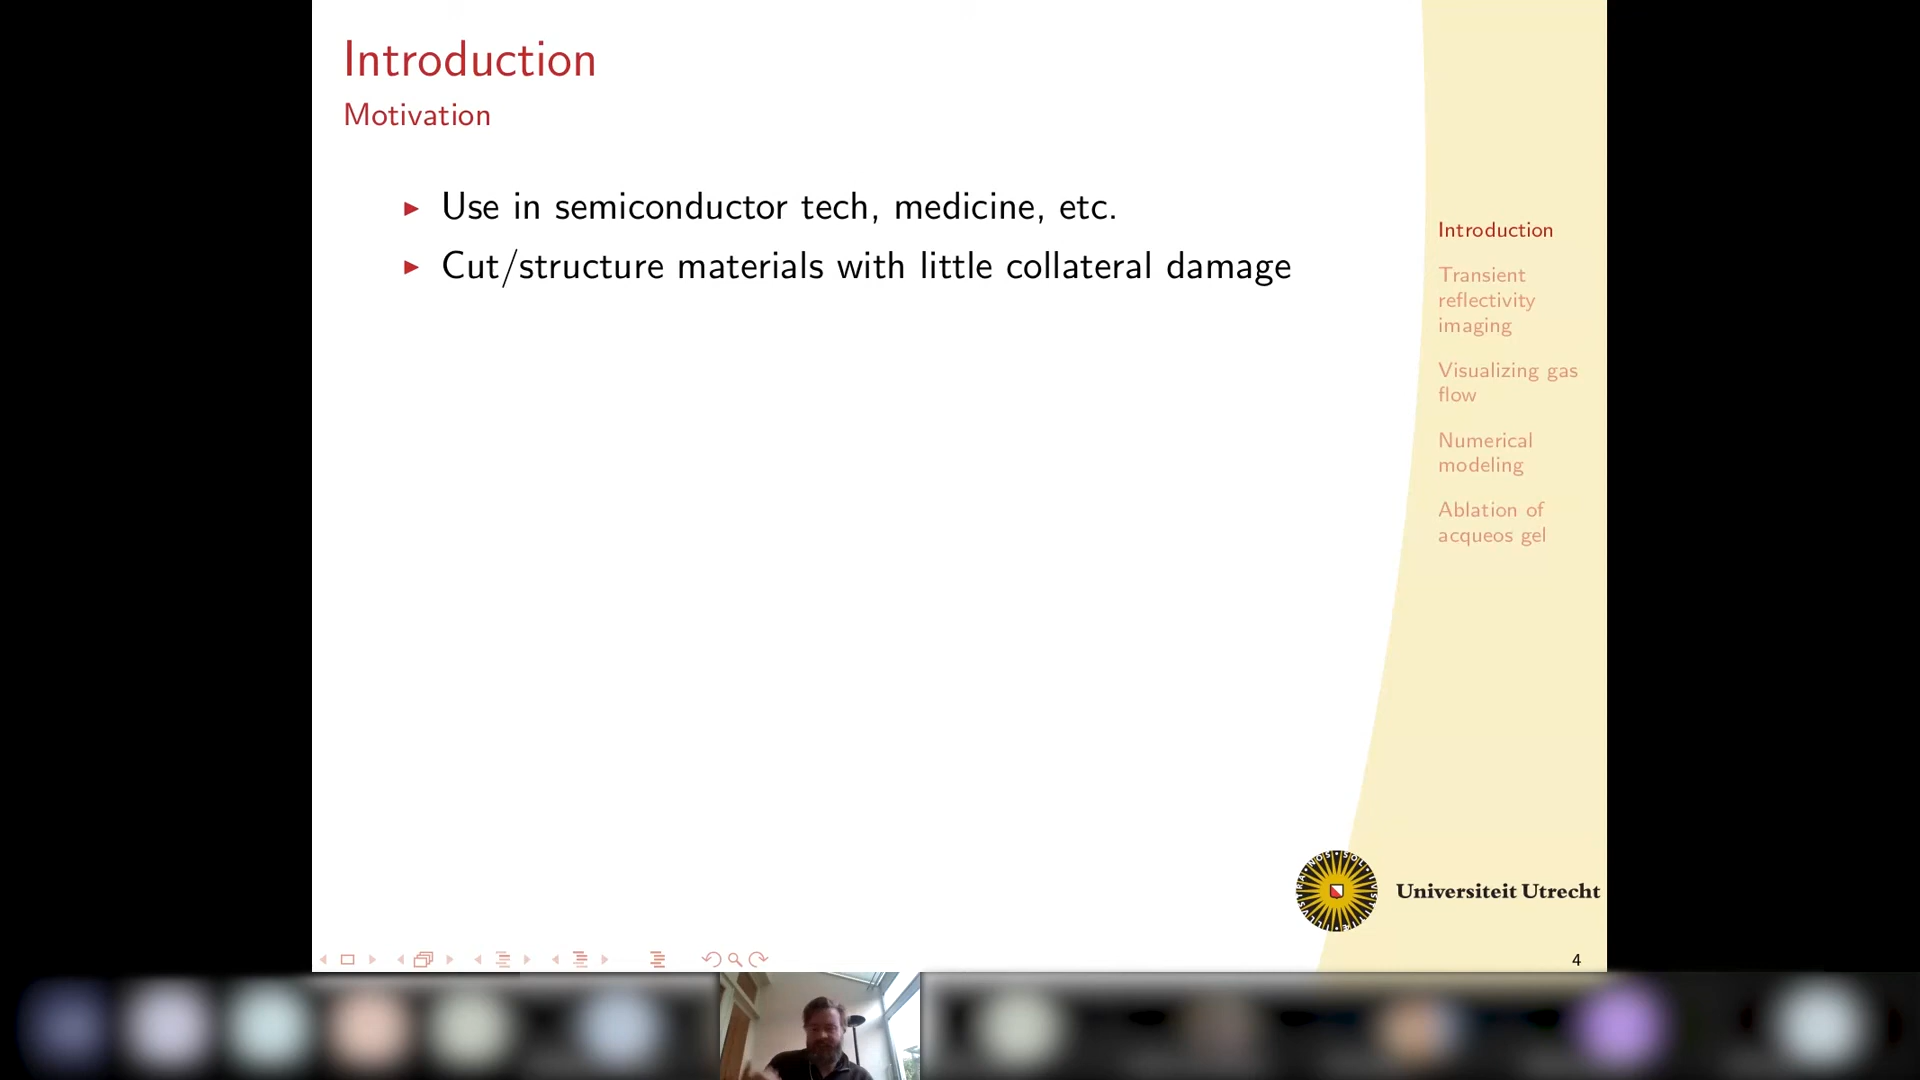 Introduction
Motivation
Use in semiconductor tech, medicine, etc.
Cut/structure materials with little collateral damage
Introduction
Transient
reflectivity
imaging
Visualizing gas
flow
Numerical
modeling
Ablation of
acqueos gel
Universiteit Utrecht
4